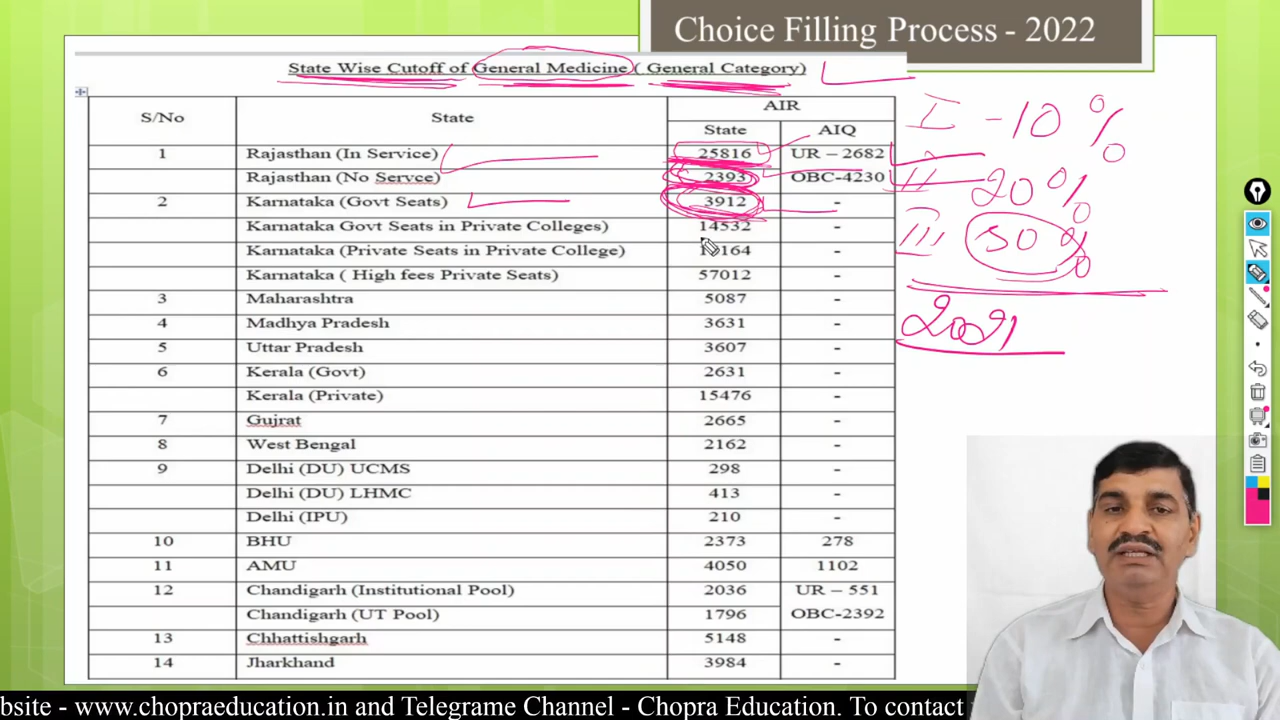 Choice Filling Process - 2022
State Wise Cutoff of General Medicine ( General Category)
S/No State AIR
State AIQ
1 Rajasthan (In Service) 25816 UR – 2682
Rajasthan (No Servce) 2393 OBC-4230
2 Karnataka (Govt Seats) 3912 -
Karnataka Govt Seats in Private Colleges) 14532 -
Karnataka (Private Seats in Private College) 164 -
Karnataka ( High fees Private Seats) 57012 -
3 Maharashtra 5087 -
4 Madhya Pradesh 3631 -
5 Uttar Pradesh 3607 -
6 Kerala (Govt) 2631 -
Kerala (Private) 15476 -
7 Gujrat 2665 -
8 West Bengal 2162 -
9 Delhi (DU) UCMS 298 -
Delhi (DU) LHMC 413 -
Delhi (IPU) 210 -
10 BHU 2373 278
11 AMU 4050 1102
12 Chandigarh (Institutional Pool) 2036 UR – 551
Chandigarh (UT Pool) 1796 OBC-2392
13 Chhattishgarh 5148 -
14 Jharkhand 3984 -
I - 10 %
II 20 %
III 50 %
2021
bsite - www.chopraeducation.in and Telegrame Channel - Chopra Education. To contact